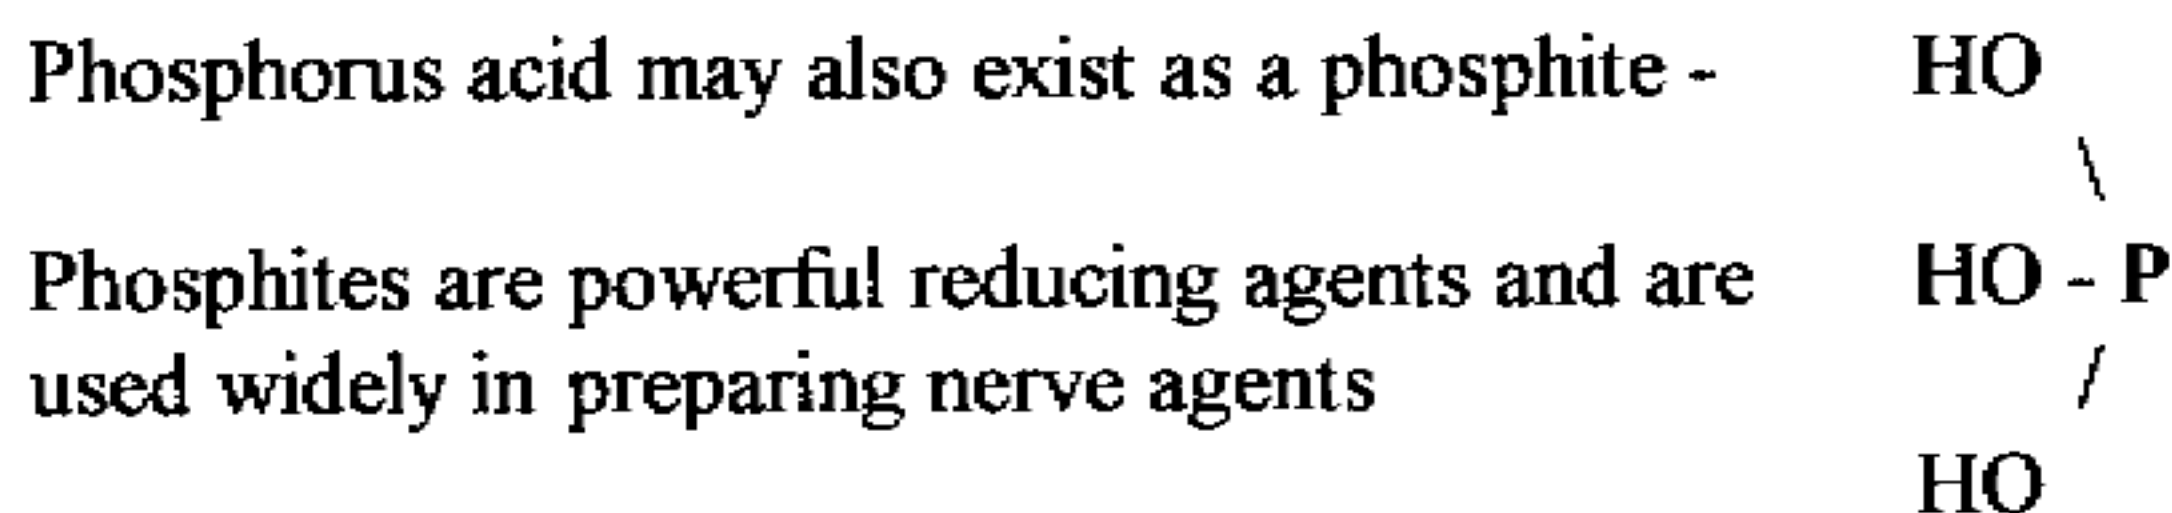 Phosphorus acid may also exist as a phosphite - HO
\
Phosphites are powerful reducing agents and are HO - P
used widely in preparing nerve agents /
HO